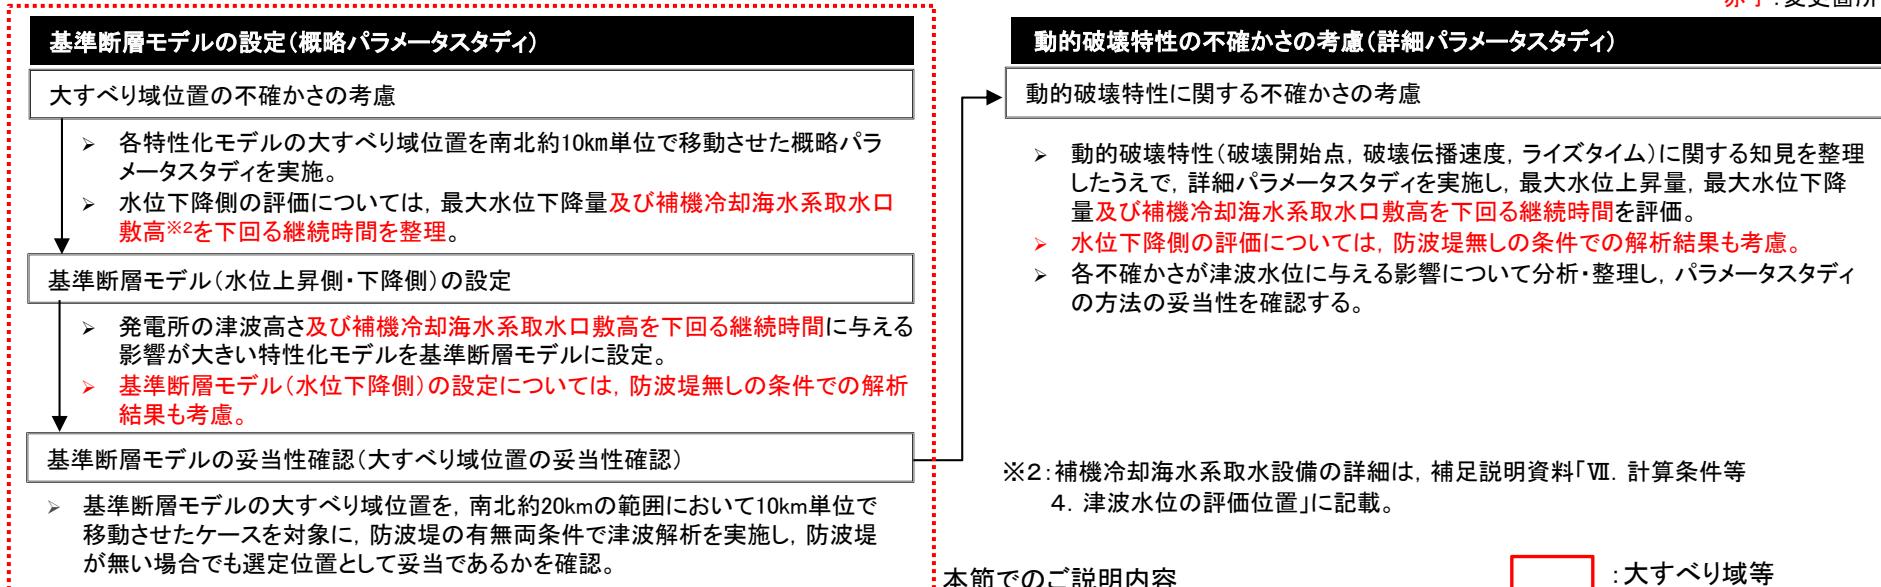 赤字：変更箇所
基準断層モデルの設定（概略パラメータスタディ）
大すべり域位置の不確かさの考慮
➢ 各特性化モデルの大すべり域位置を南北約10km単位で移動させた概略パラ
メータスタディを実施。
➢ 水位下降側の評価については，最大水位下降量及び補機冷却海水系取水口
敷高※2を下回る継続時間を整理。
基準断層モデル（水位上昇側・下降側）の設定
➢ 発電所の津波高さ及び補機冷却海水系取水口敷高を下回る継続時間に与える
影響が大きい特性化モデルを基準断層モデルに設定。
➢ 基準断層モデル（水位下降側）の設定については，防波堤無しの条件での解析
結果も考慮。
基準断層モデルの妥当性確認（大すべり域位置の妥当性確認）
➢ 基準断層モデルの大すべり域位置を，南北約20kmの範囲において10km単位で
移動させたケースを対象に，防波堤の有無両条件で津波解析を実施し，防波堤
が無い場合でも選定位置として妥当であるかを確認。
動的破壊特性の不確かさの考慮（詳細パラメータスタディ）
動的破壊特性に関する不確かさの考慮
➢ 動的破壊特性（破壊開始点，破壊伝播速度，ライズタイム）に関する知見を整理
したうえで，詳細パラメータスタディを実施し，最大水位上昇量，最大水位下降
量及び補機冷却海水系取水口敷高を下回る継続時間を評価。
➢ 水位下降側の評価については，防波堤無しの条件での解析結果も考慮。
➢ 各不確かさが津波水位に与える影響について分析・整理し，パラメータスタディ
の方法の妥当性を確認する。
※２：補機冷却海水系取水設備の詳細は，補足説明資料「Ⅶ．計算条件等
４．津波水位の評価位置」に記載。
本節でのご説明内容
：大すべり域等